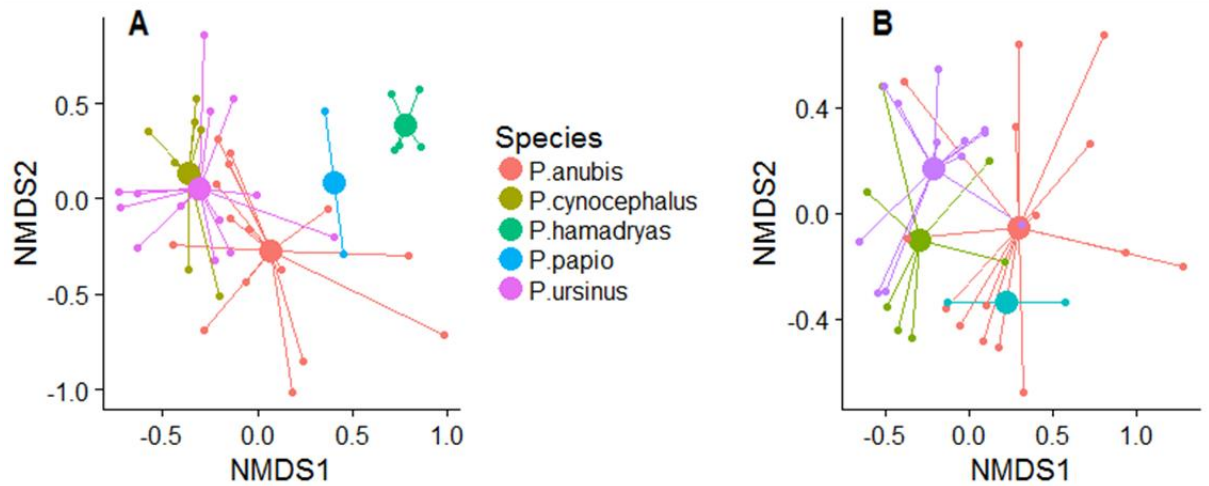 A
NMDS2
0.5
0.0
-0.5
-1.0
-0.5
0.0
0.5
1.0
NMDS1
Species
P.anubis
P.cynocephalus
P.hamadryas
P.papio
P.ursinus
B
NMDS2
0.4
0.0
-0.4
-0.5
0.0
0.5
1.0
NMDS1